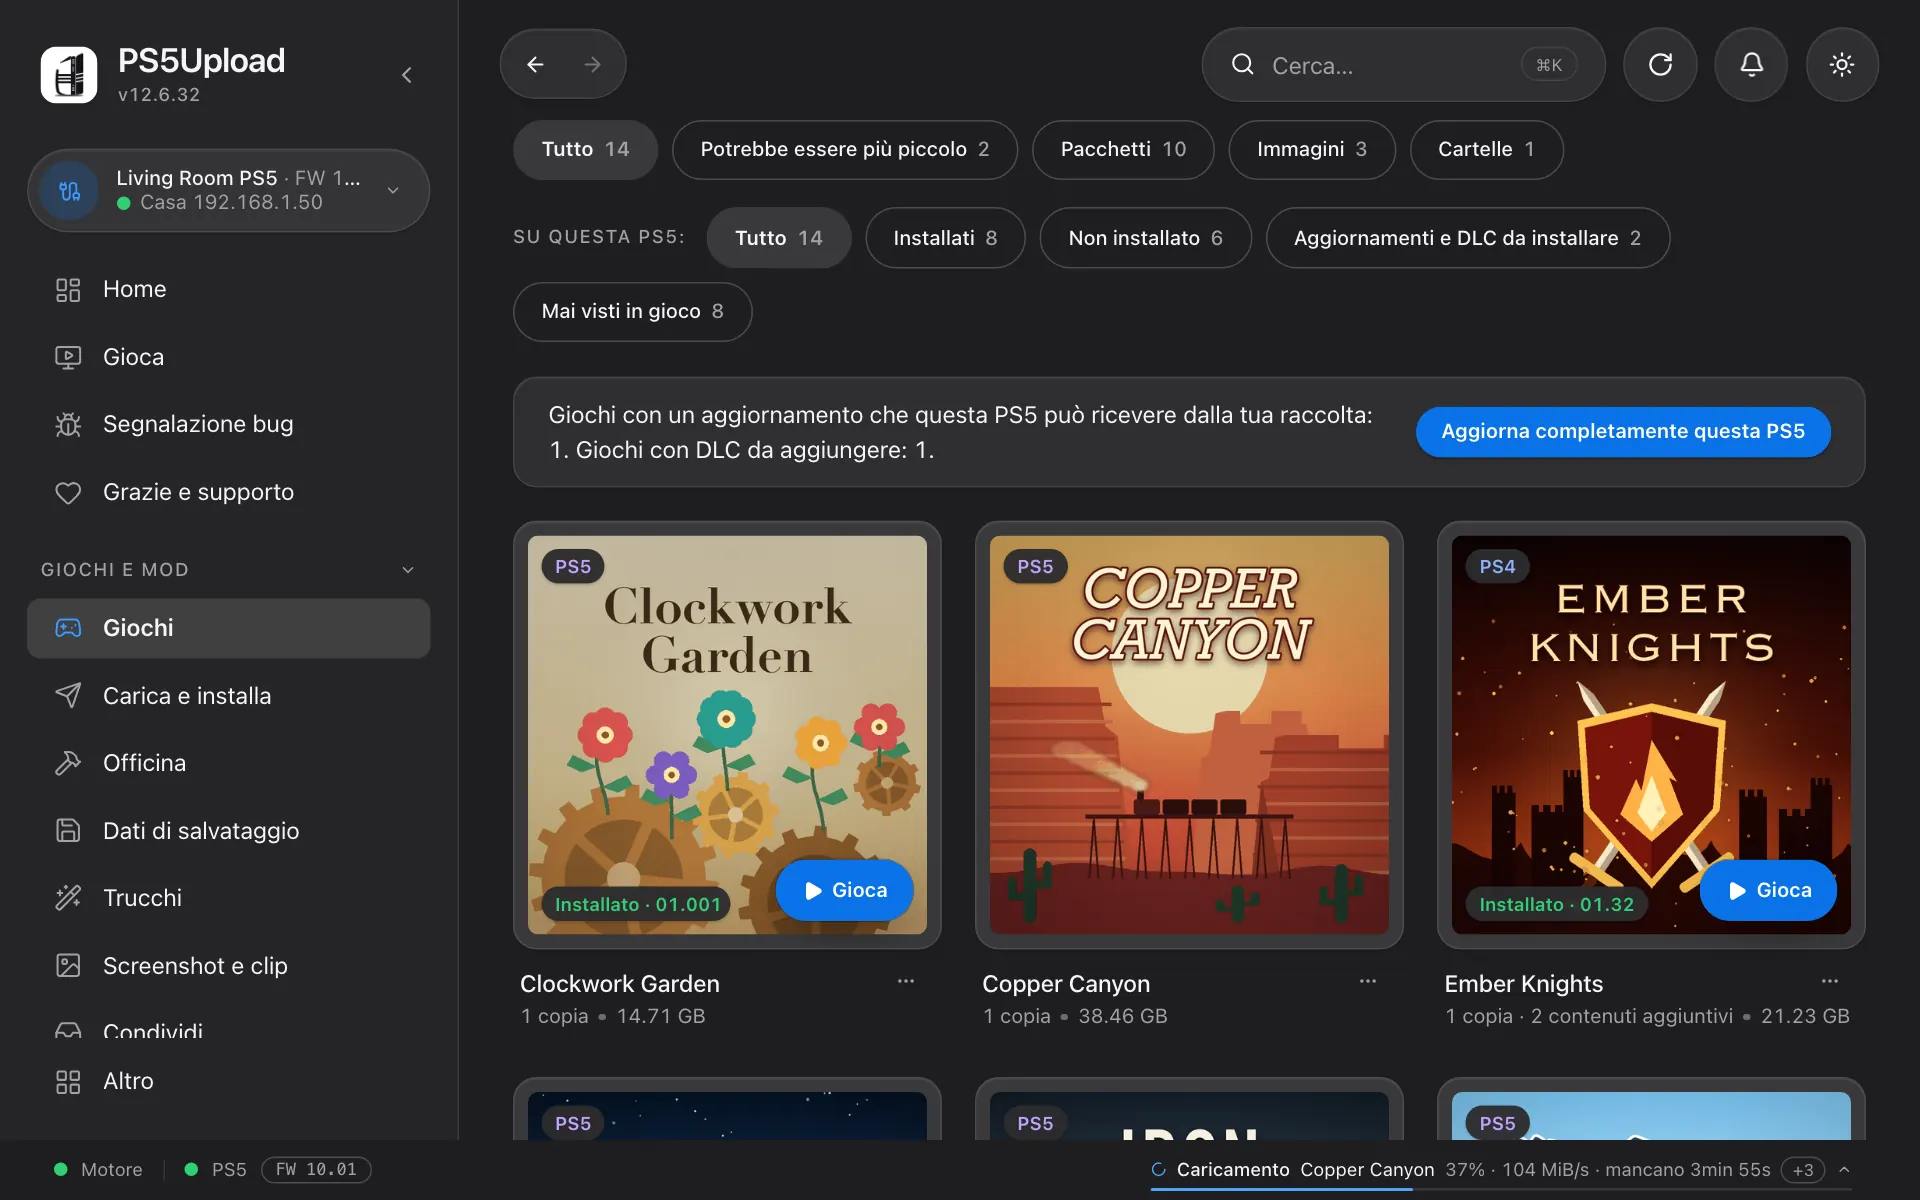 PS5Upload
v12.6.32
Living Room PS5 · FW 1...
Casa 192.168.1.50
Home
Gioca
Segnalazione bug
Grazie e supporto
GIOCHI E MOD
Giochi
Carica e installa
Officina
Dati di salvataggio
Trucchi
Screenshot e clip
Condividi
Altro
Cerca...
⌘K
Tutto 14
Potrebbe essere più piccolo 2
Pacchetti 10
Immagini 3
Cartelle 1
SU QUESTA PS5:
Tutto 14
Installati 8
Non installato 6
Aggiornamenti e DLC da installare 2
Mai visti in gioco 8
Giochi con un aggiornamento che questa PS5 può ricevere dalla tua raccolta:
1. Giochi con DLC da aggiungere: 1.
Aggiorna completamente questa PS5
PS5
Clockwork
Garden
Installato · 01.001
Gioca
Clockwork Garden
1 copia • 14.71 GB
PS5
COPPER
CANYON
Copper Canyon
1 copia • 38.46 GB
PS4
EMBER
KNIGHTS
Installato · 01.32
Gioca
Ember Knights
1 copia · 2 contenuti aggiuntivi • 21.23 GB
PS5
PS5
IRON
PS5
Motore
PS5
FW 10.01
Caricamento Copper Canyon 37% · 104 MiB/s · mancano 3min 55s +3